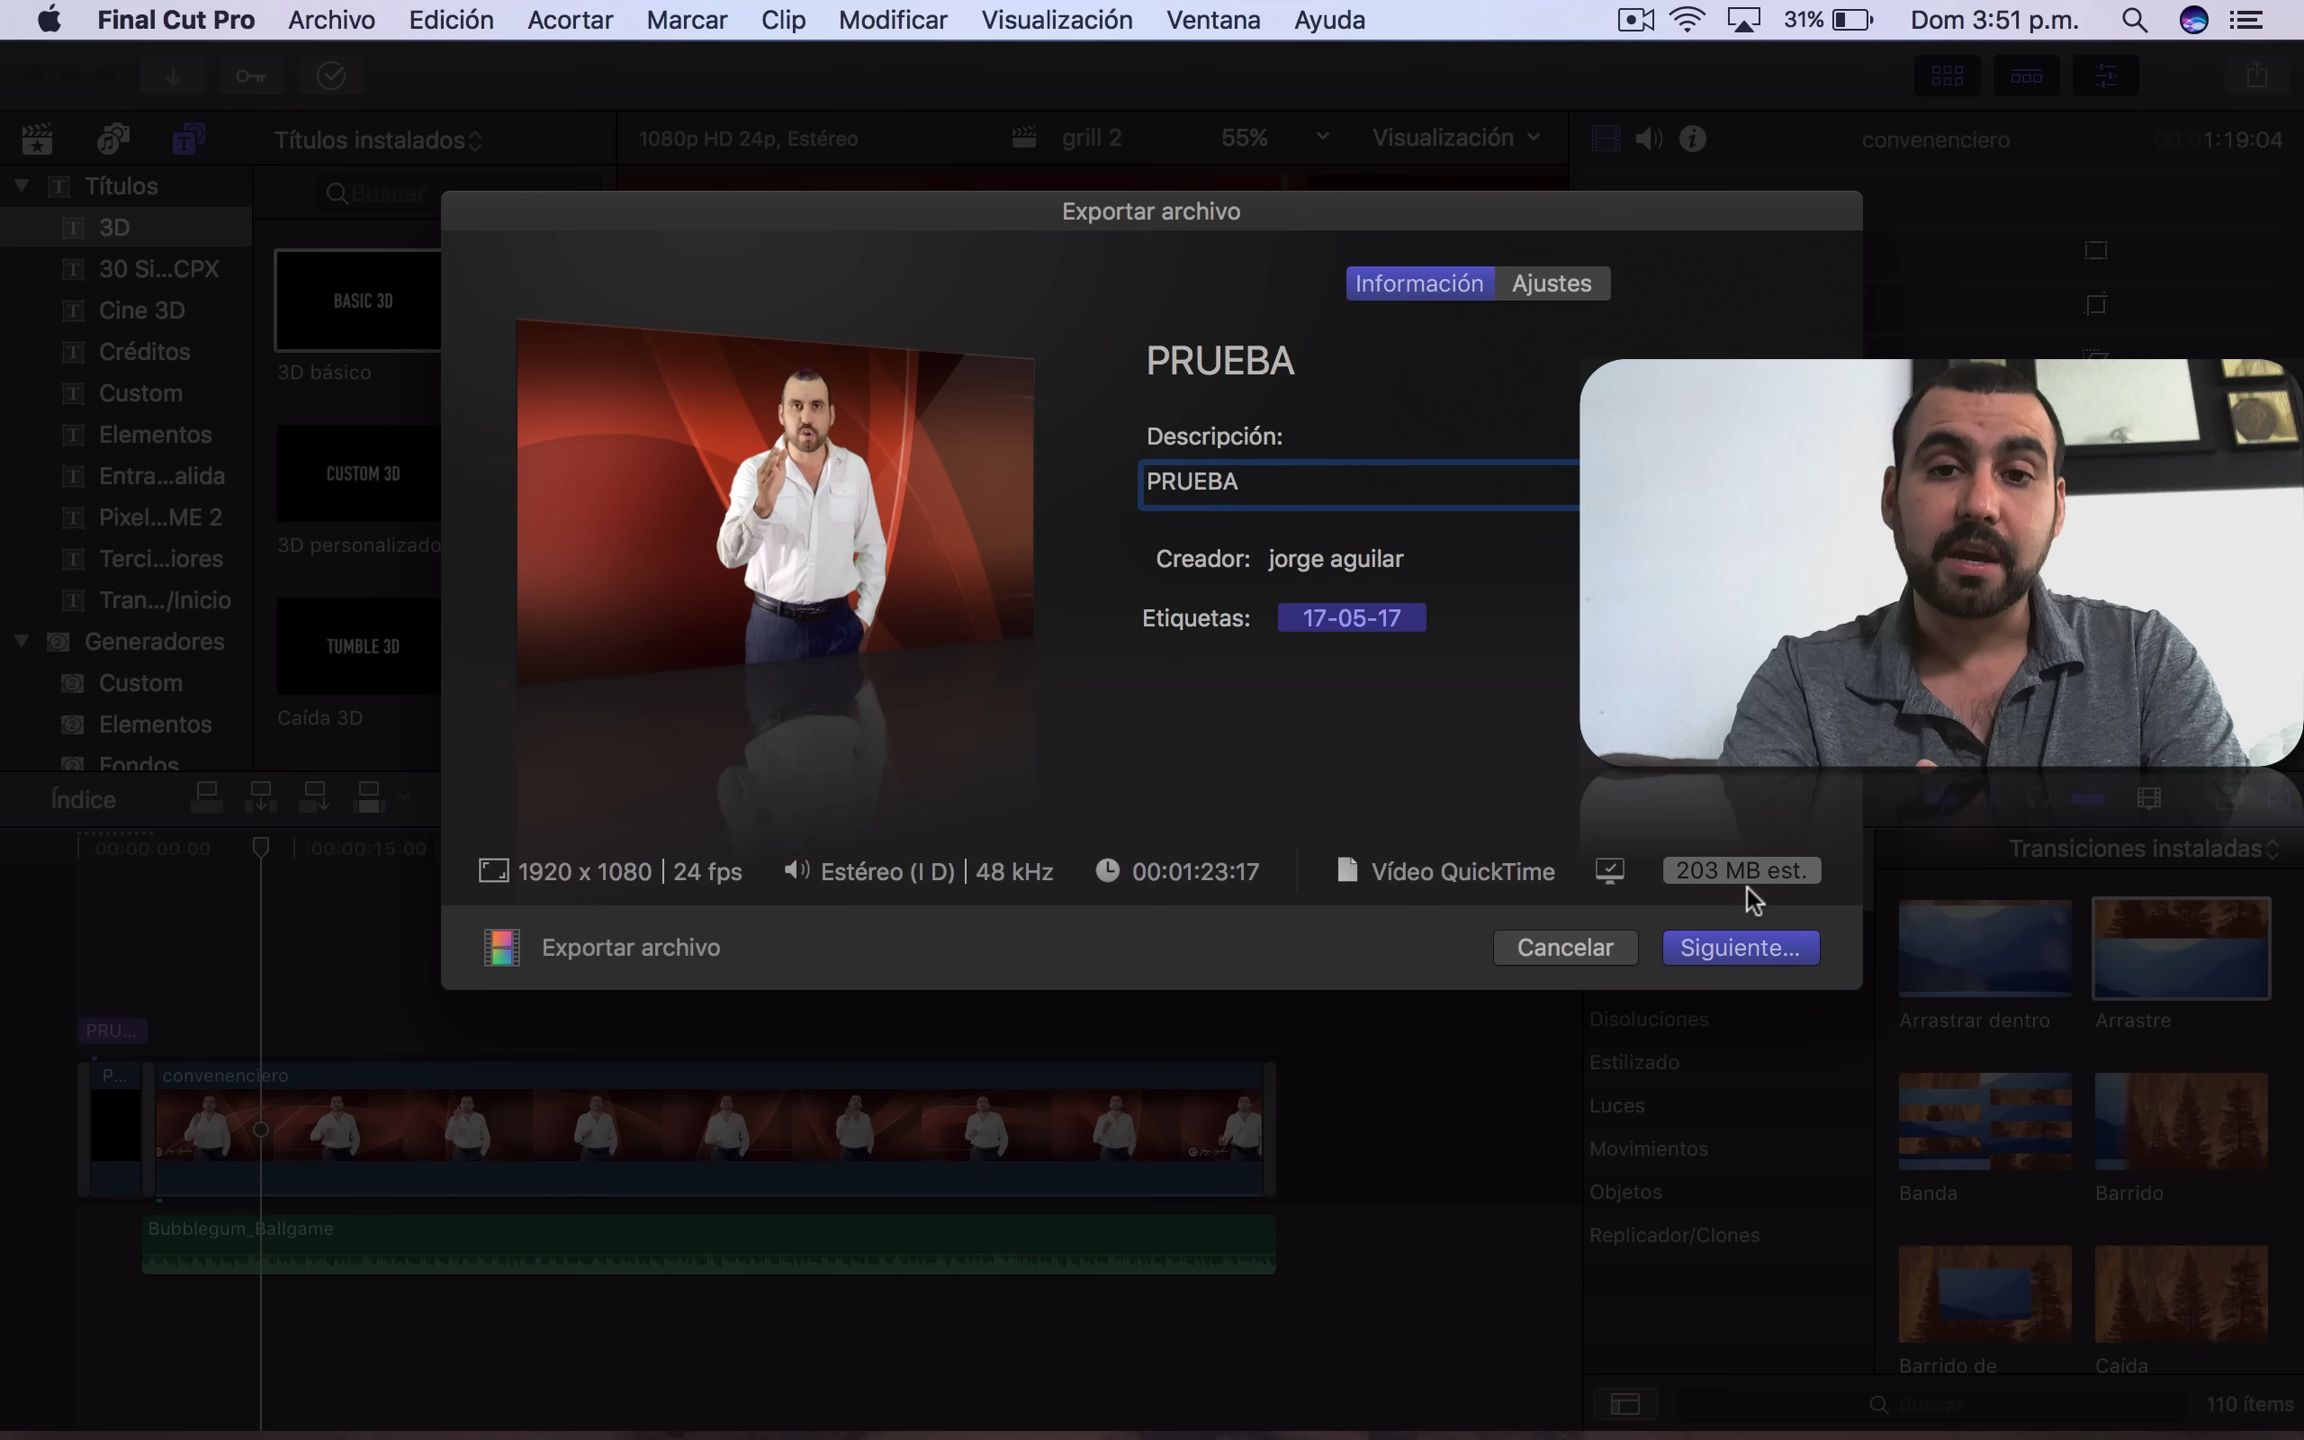 Final Cut Pro Archivo Edición Acortar Marcar Clip Modificar Visualización Ventana Ayuda 31% Dom 3:51 p.m.
Títulos instalados 1080p HD 24p, Estéreo grill 2 55% Visualización convenenciero 00:01:19:04
Títulos
Buscar
3D
30 Si...CPX
Cine 3D
Créditos
Custom
Elementos
Entra...alida
Pixel...ME 2
Terci...iores
Tran.../Inicio
Generadores
Custom
Elementos
Fondos
BASIC 3D
3D básico
CUSTOM 3D
3D personalizado
TUMBLE 3D
Caída 3D
Exportar archivo
Información Ajustes
PRUEBA
Descripción:
PRUEBA
Creador: jorge aguilar
Etiquetas: 17-05-17
1920 x 1080 | 24 fps Estéreo (I D) | 48 kHz 00:01:23:17 Vídeo QuickTime 203 MB est.
Exportar archivo Cancelar Siguiente...
Índice
00:00:00:00 00:00:15:00
PRU...
P... convenenciero
Bubblegum_Ballgame
Transiciones instaladas
Disoluciones
Estilizado
Luces
Movimientos
Objetos
Replicador/Clones
Arrastrar dentro Arrastre
Banda Barrido
Barrido de Caída
Buscar 110 ítems